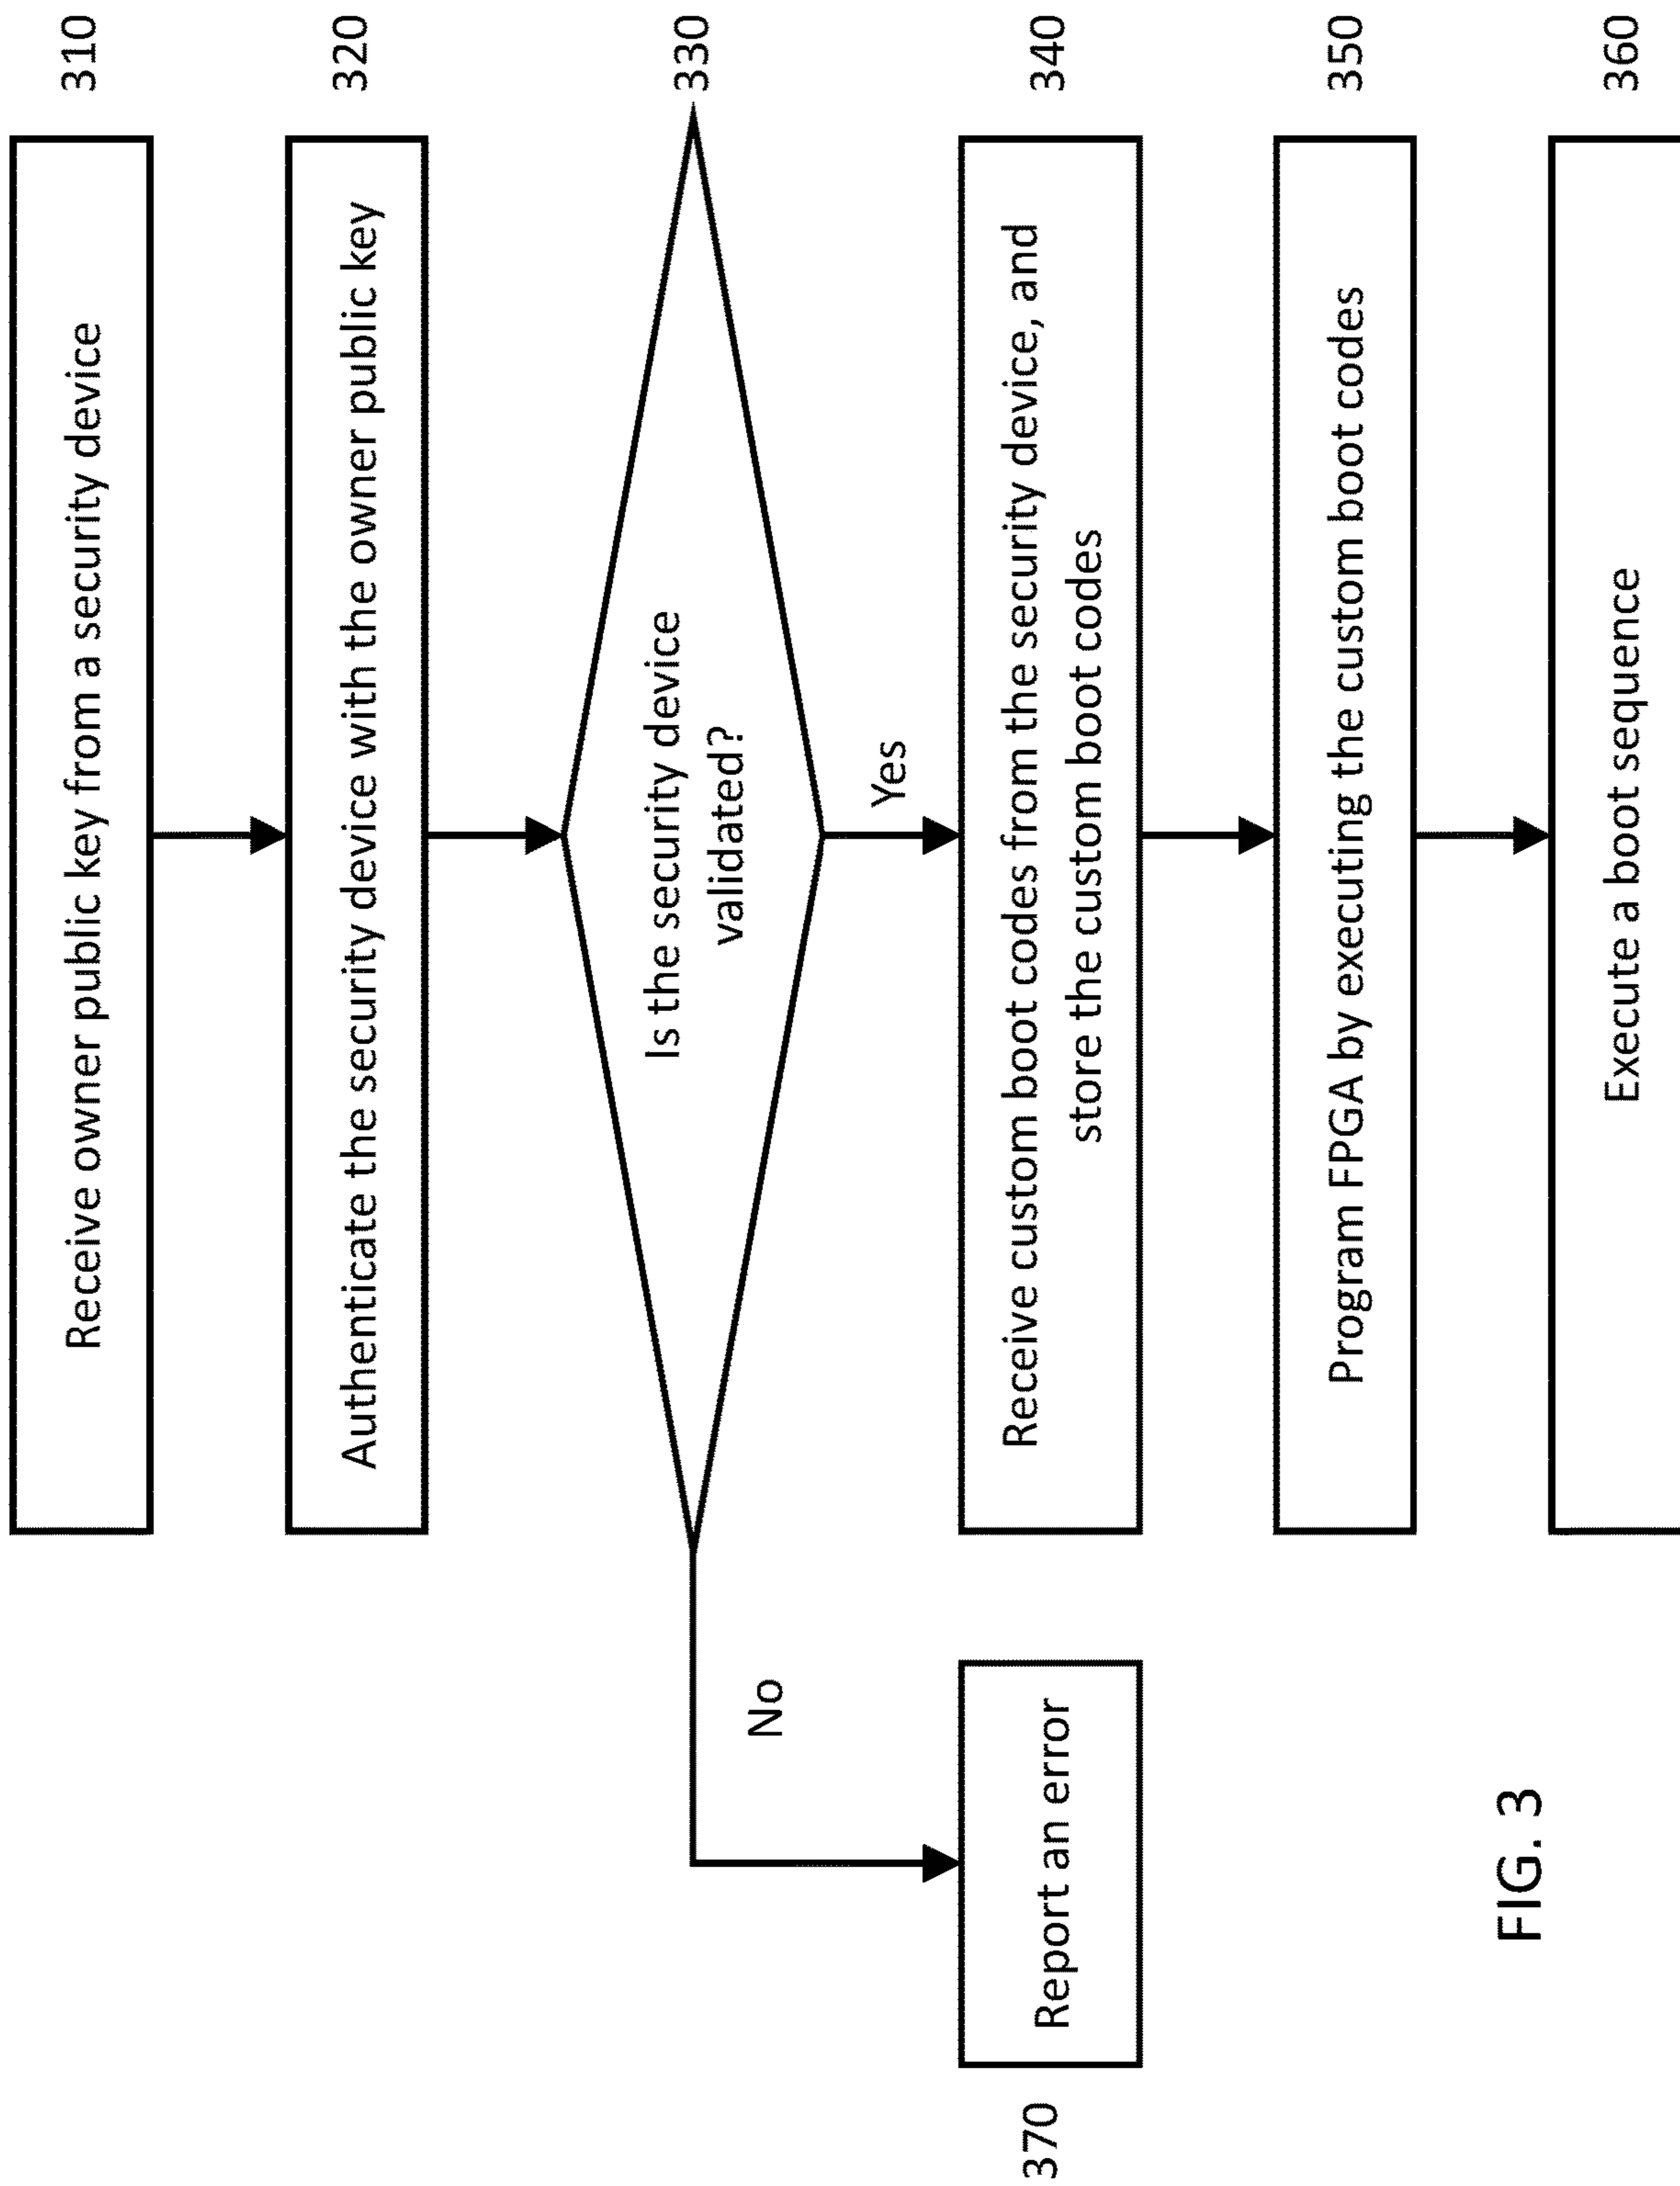 Receive owner public key from a security device
310
Authenticate the security device with the owner public key
320
Is the security device
validated?
330
No
Yes
Receive custom boot codes from the security device, and
store the custom boot codes
340
Report an error
370
Program FPGA by executing the custom boot codes
350
Execute a boot sequence
360
FIG. 3